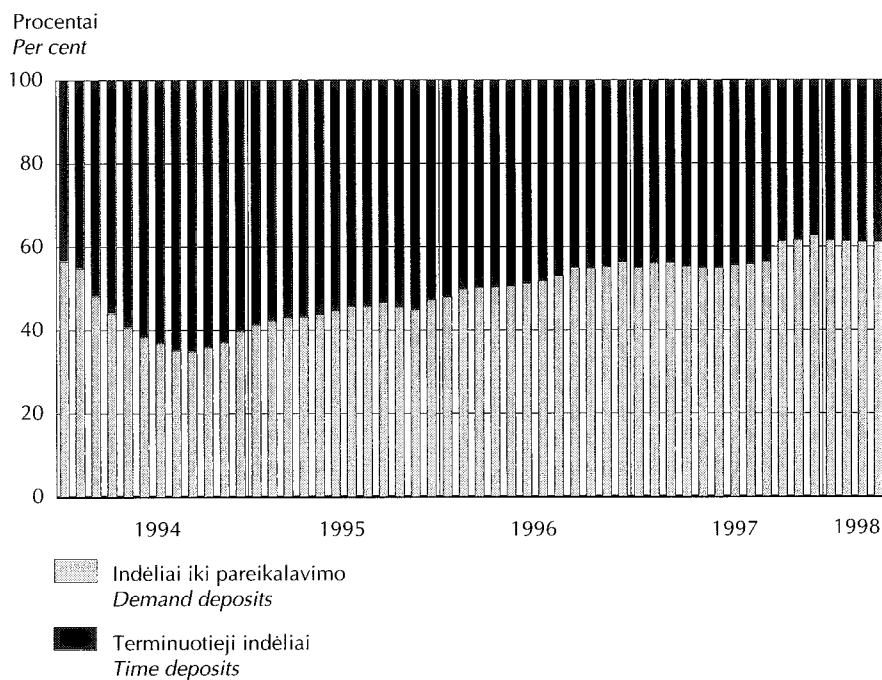 Procentai
Per cent
100
80
60
40
20
0
1994 1995 1996 1997 1998
Indėliai iki pareikalavimo
Demand deposits
Terminuotieji indėliai
Time deposits